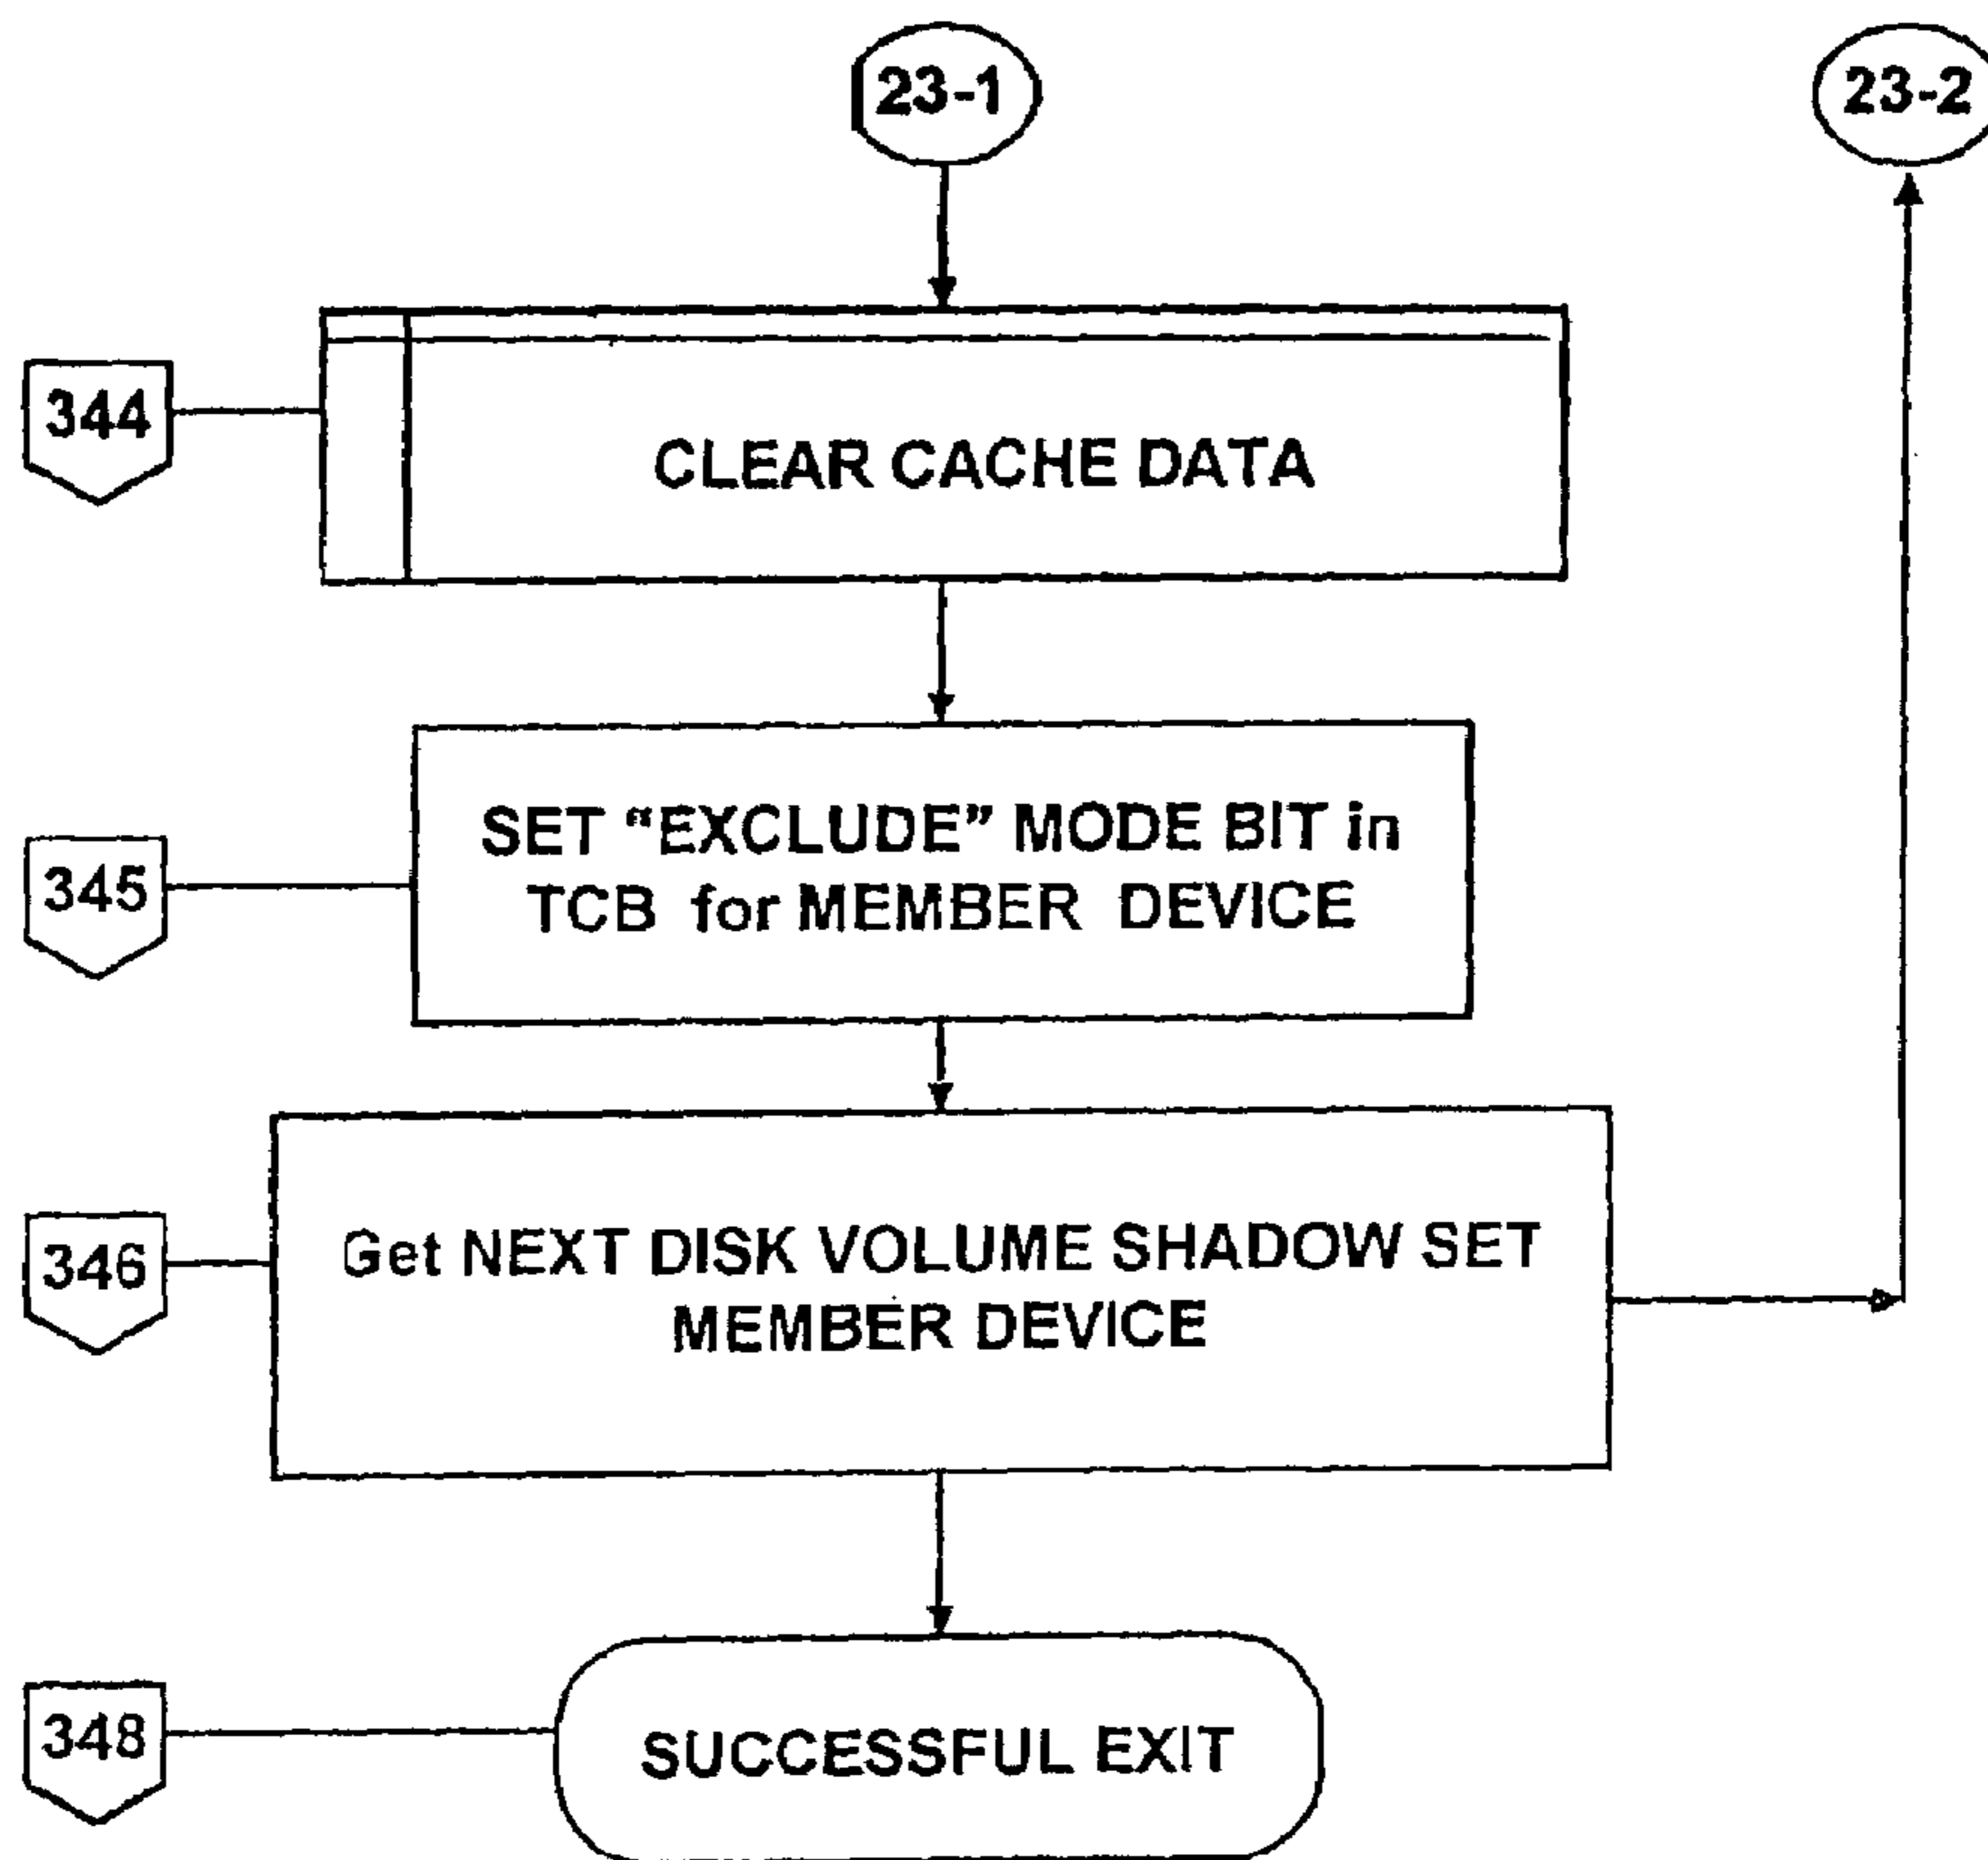 23-1
23-2
344
CLEAR CACHE DATA
345
SET “EXCLUDE” MODE BIT in
TCB for MEMBER DEVICE
346
Get NEXT DISK VOLUME SHADOW SET
MEMBER DEVICE
348
SUCCESSFUL EXIT